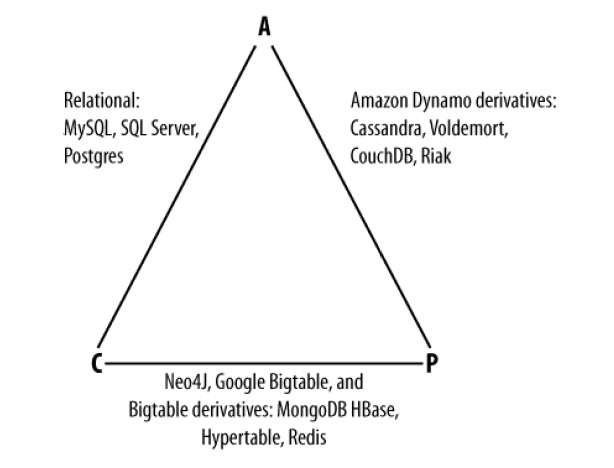 A
Relational:
MySQL, SQL Server,
Postgres
Amazon Dynamo derivatives:
Cassandra, Voldemort,
CouchDB, Riak
C
P
Neo4J, Google Bigtable, and
Bigtable derivatives: MongoDB HBase,
Hypertable, Redis